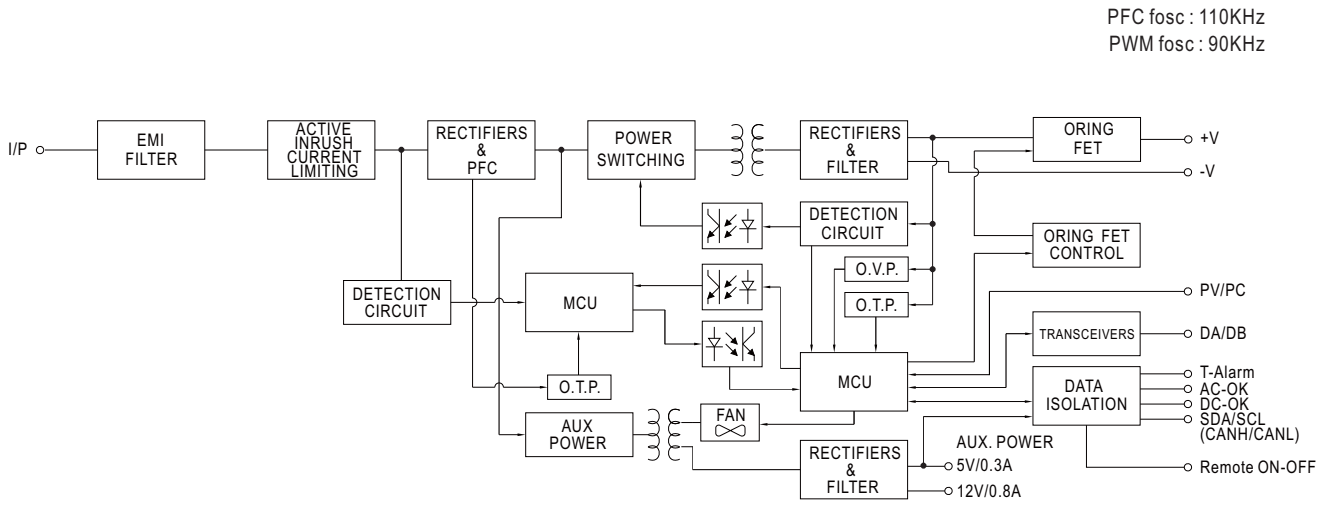 PFC fosc : 110KHz
PWM fosc : 90KHz
I/P
EMI
FILTER
ACTIVE
INRUSH
CURRENT
LIMITING
RECTIFIERS
&
PFC
POWER
SWITCHING
RECTIFIERS
&
FILTER
ORING
FET
+V
-V
DETECTION
CIRCUIT
ORING FET
CONTROL
O.V.P.
O.T.P.
DETECTION
CIRCUIT
MCU
PV/PC
TRANSCEIVERS
DA/DB
O.T.P.
MCU
DATA
ISOLATION
T-Alarm
AC-OK
DC-OK
SDA/SCL
(CANH/CANL)
AUX
POWER
FAN
RECTIFIERS
&
FILTER
AUX. POWER
5V/0.3A
12V/0.8A
Remote ON-OFF